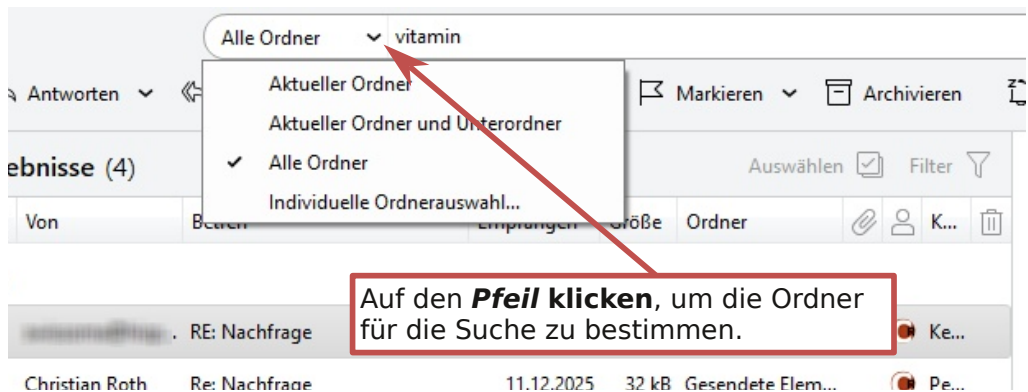 Alle Ordner vitamin
Aktueller Ordner
Antworten Markieren Archivieren
Aktueller Ordner und Unterordner
ebnisse (4) Alle Ordner Auswählen Filter
Individuelle Ordnerauswahl...
Von Betreff Empfangen Größe Ordner K...
Auf den Pfeil klicken, um die Ordner
für die Suche zu bestimmen.
. RE: Nachfrage Ke...
Christian Roth Re: Nachfrage 11.12.2025 32 kB Gesendete Elem... Pe...